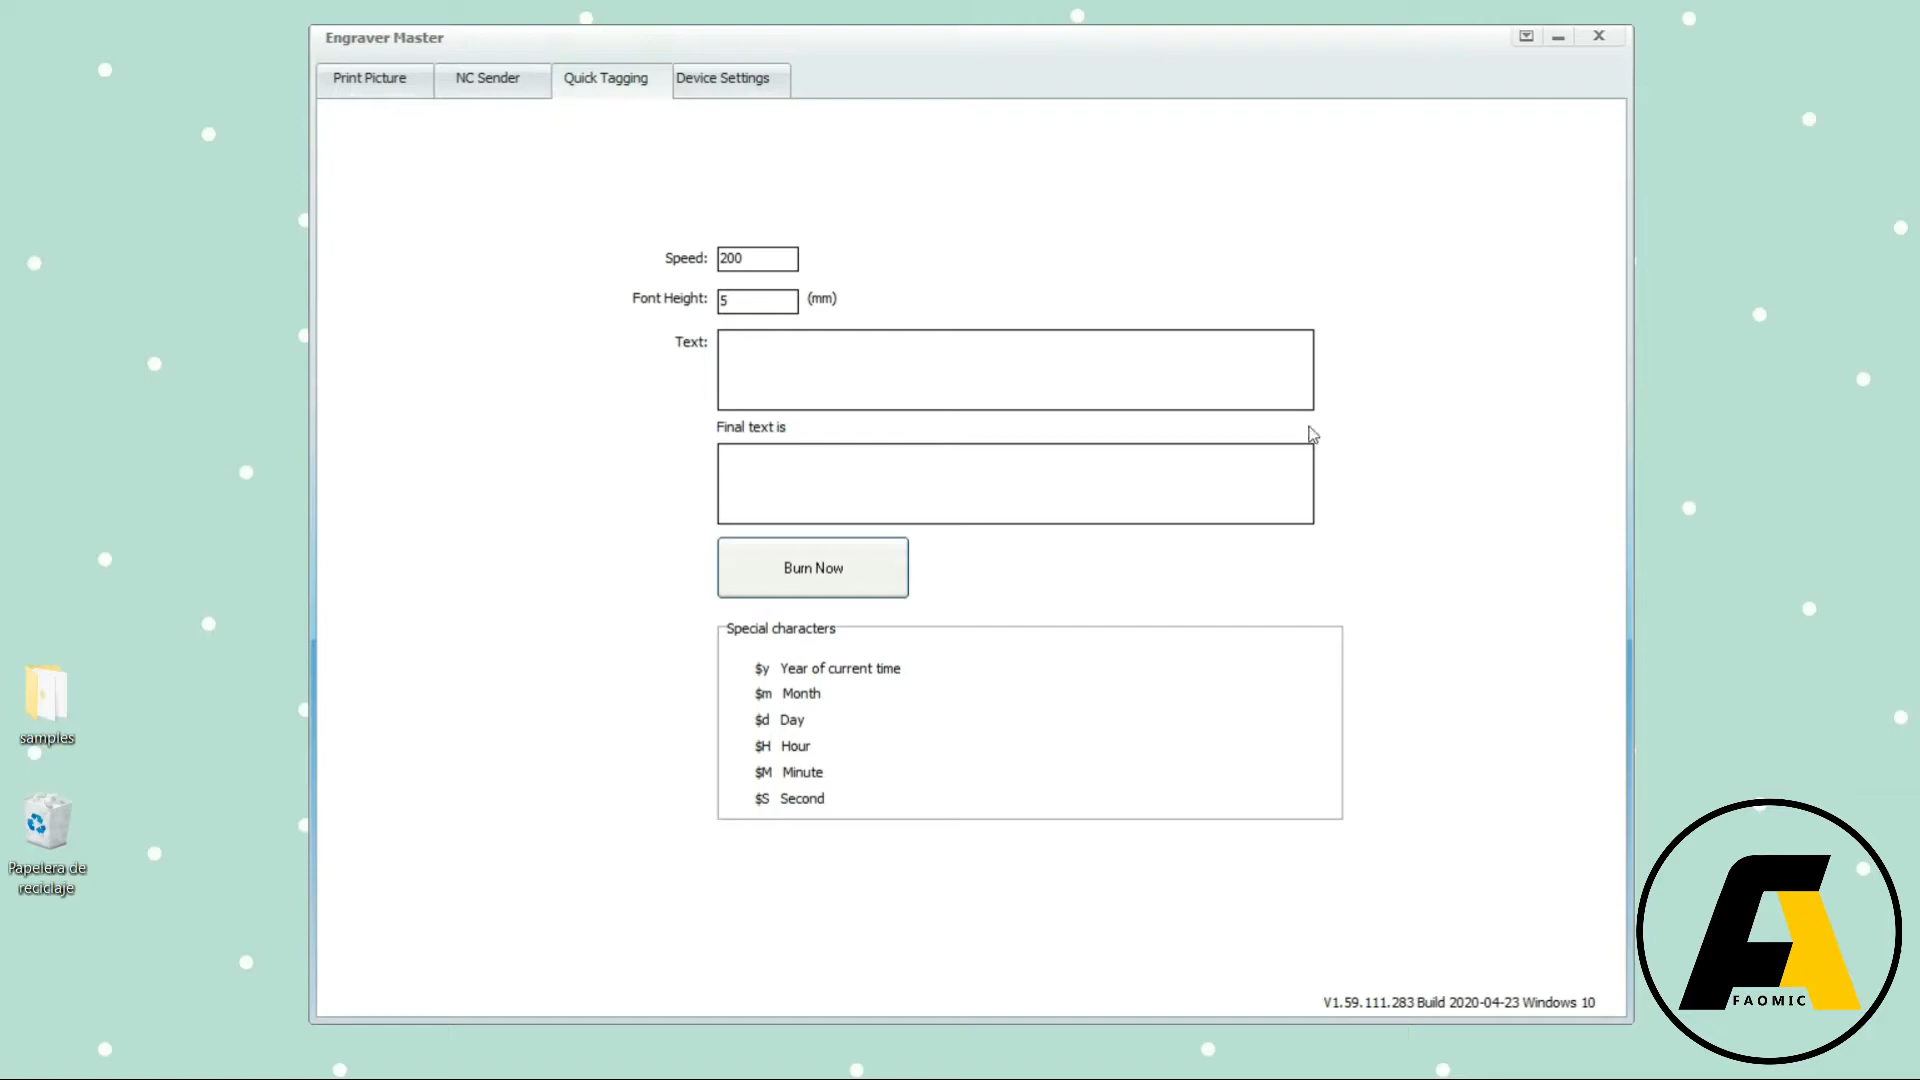 Engraver Master
Print Picture
NC Sender
Quick Tagging
Device Settings
Speed: 200
Font Height: 5 (mm)
Text:
Final text is
Burn Now
Special characters
$y Year of current time
$m Month
$d Day
$H Hour
$M Minute
$S Second
samples
Papelera de
reciclaje
V1.59.111.283 Build 2020-04-23 Windows 10
FAOMIC